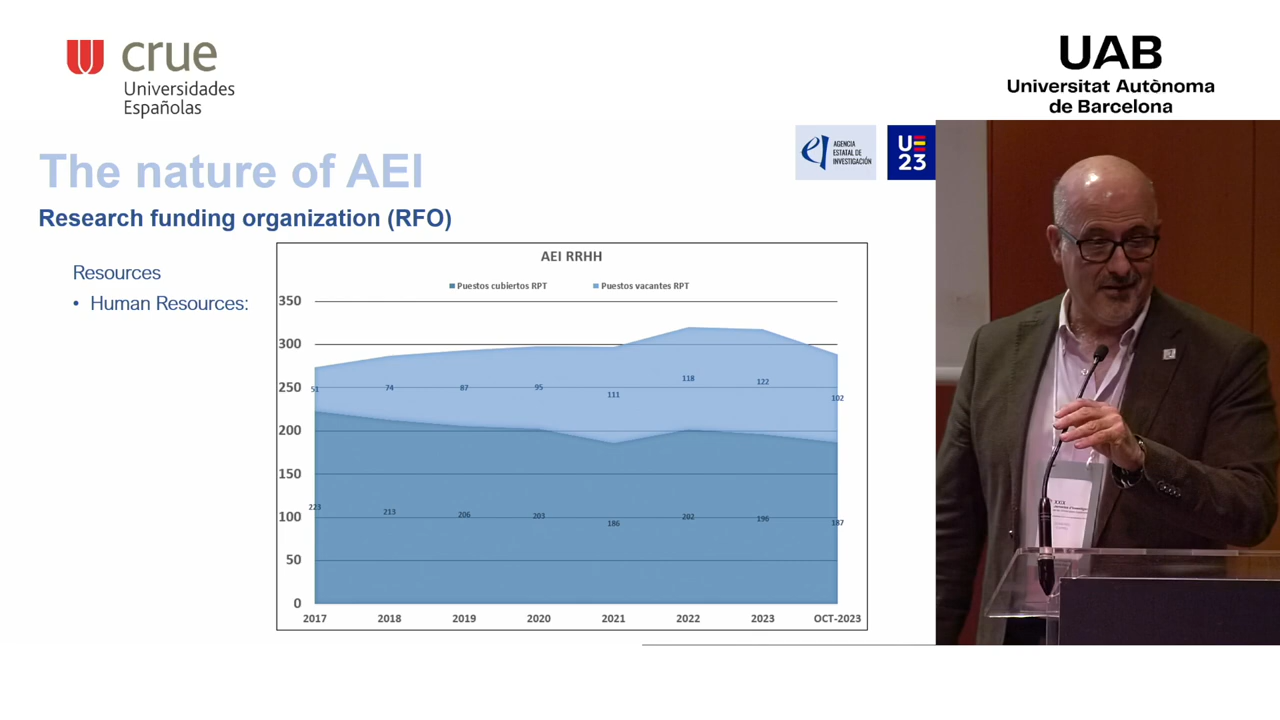 crue
Universidades
Españolas
UAB
Universitat Autònoma
de Barcelona
The nature of AEI
AGENCIA
ESTATAL DE
INVESTIGACIÓN
UE
23
Research funding organization (RFO)
Resources
• Human Resources:
AEI RRHH
Puestos cubiertos RPT Puestos vacantes RPT
350
300
250
200
150
100
50
0
51 74 87 95 111 118 122 102
223 213 206 203 186 202 196 187
2017 2018 2019 2020 2021 2022 2023 OCT-2023